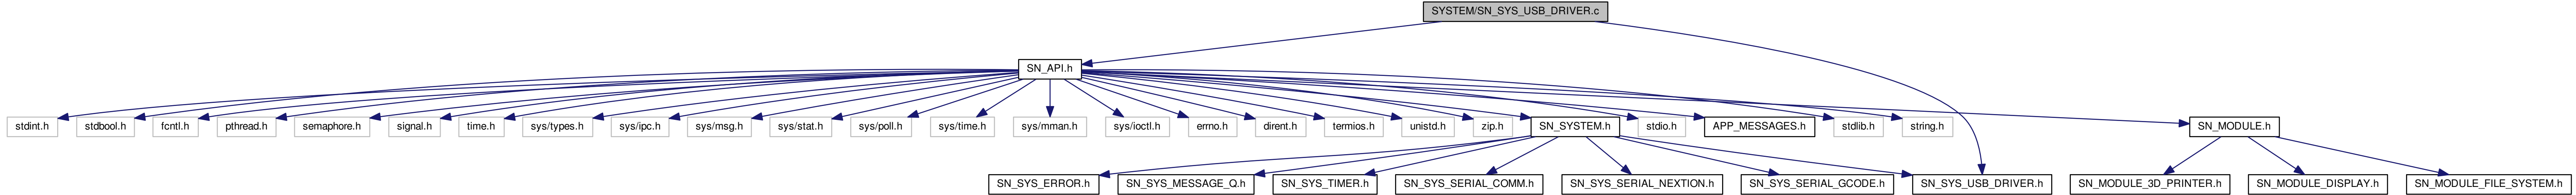 SYSTEM/SN_SYS_USB_DRIVER.c
SN_API.h
stdint.h
stdbool.h
fcntl.h
pthread.h
semaphore.h
signal.h
time.h
sys/types.h
sys/ipc.h
sys/msg.h
sys/stat.h
sys/poll.h
sys/time.h
sys/mman.h
sys/ioctl.h
errno.h
dirent.h
termios.h
unistd.h
zip.h
SN_SYSTEM.h
stdio.h
APP_MESSAGES.h
stdlib.h
string.h
SN_MODULE.h
SN_SYS_ERROR.h
SN_SYS_MESSAGE_Q.h
SN_SYS_TIMER.h
SN_SYS_SERIAL_COMM.h
SN_SYS_SERIAL_NEXTION.h
SN_SYS_SERIAL_GCODE.h
SN_SYS_USB_DRIVER.h
SN_MODULE_3D_PRINTER.h
SN_MODULE_DISPLAY.h
SN_MODULE_FILE_SYSTEM.h